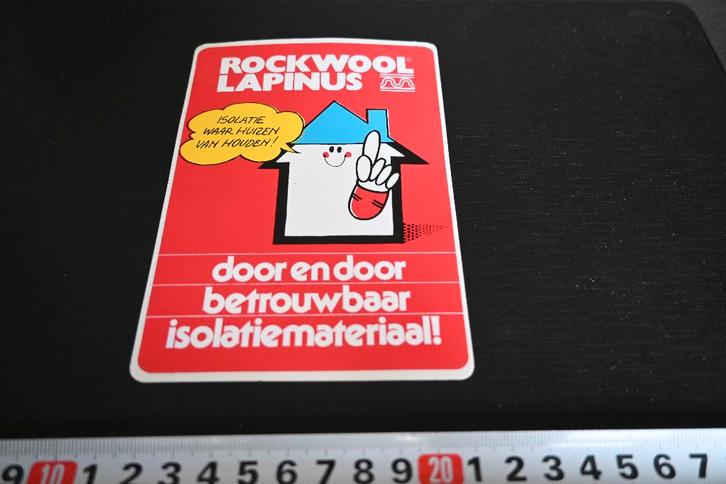 ROCKWOOL®
LAPINUS
ISOLATIE
WAAR HUIZEN
VAN HOUDEN!
door en door
betrouwbaar
isolatiemateriaal!
9 10 1 2 3 4 5 6 7 8 9 20 1 2 3 4 5 6 7